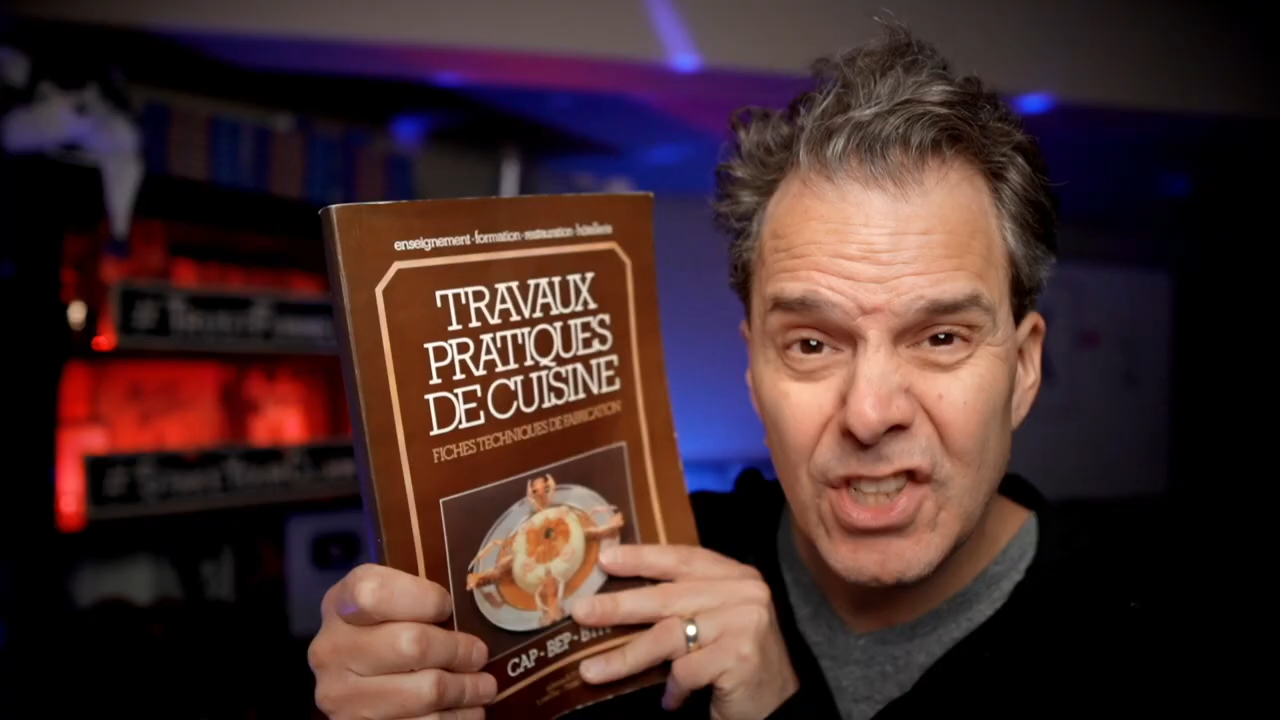 enseignement · formation · restauration · hôtellerie
TRAVAUX
PRATIQUES
DE CUISINE
FICHES TECHNIQUES DE FABRICATION
CAP - BEP -